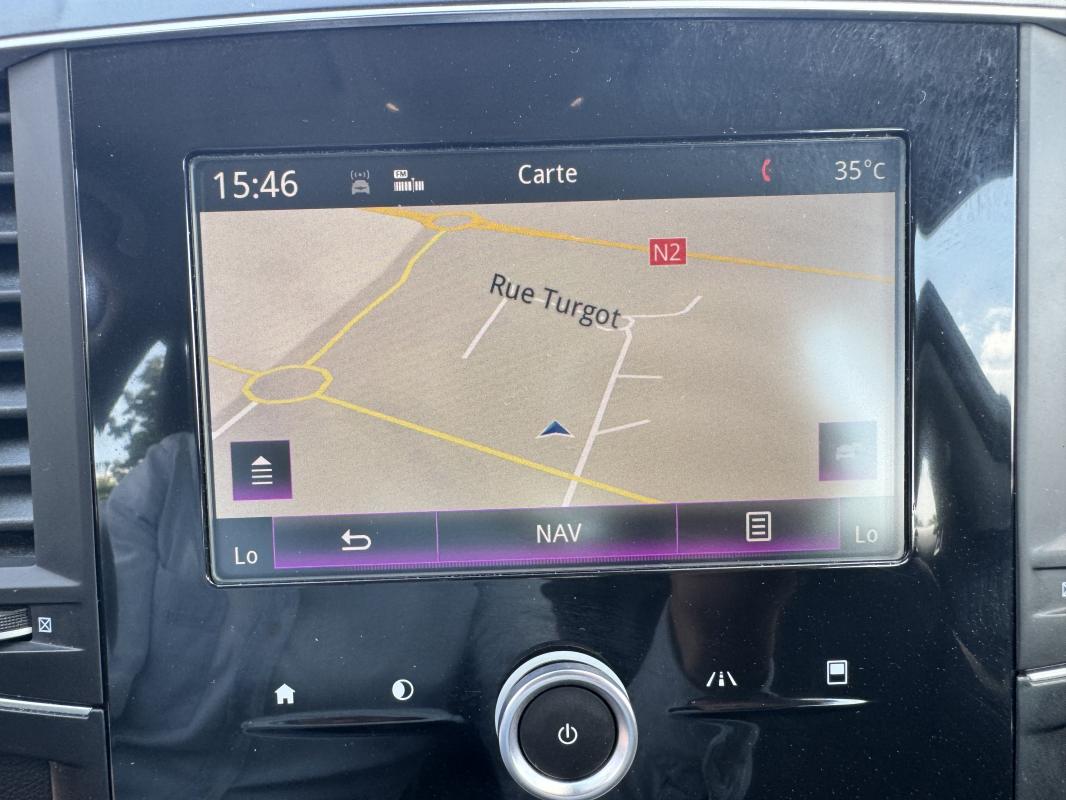 15:46
FM
Carte
35°C
N2
Rue Turgot
Lo
NAV
Lo